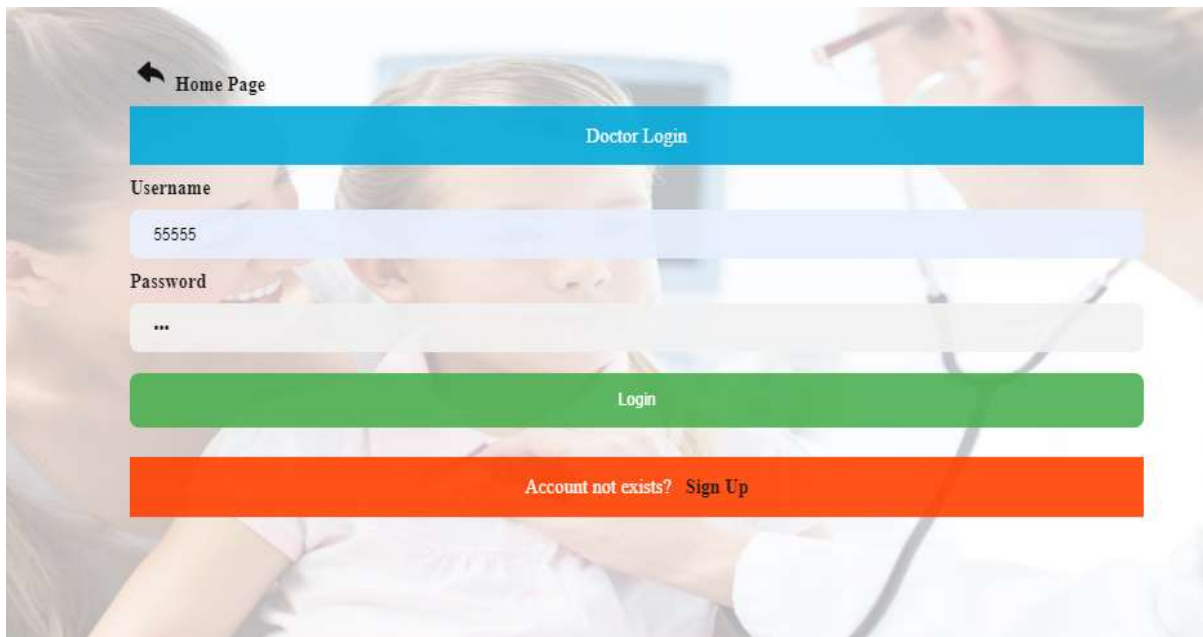 Home Page
Doctor Login
Username
55555
Password
•••
Login
Account not exists? Sign Up